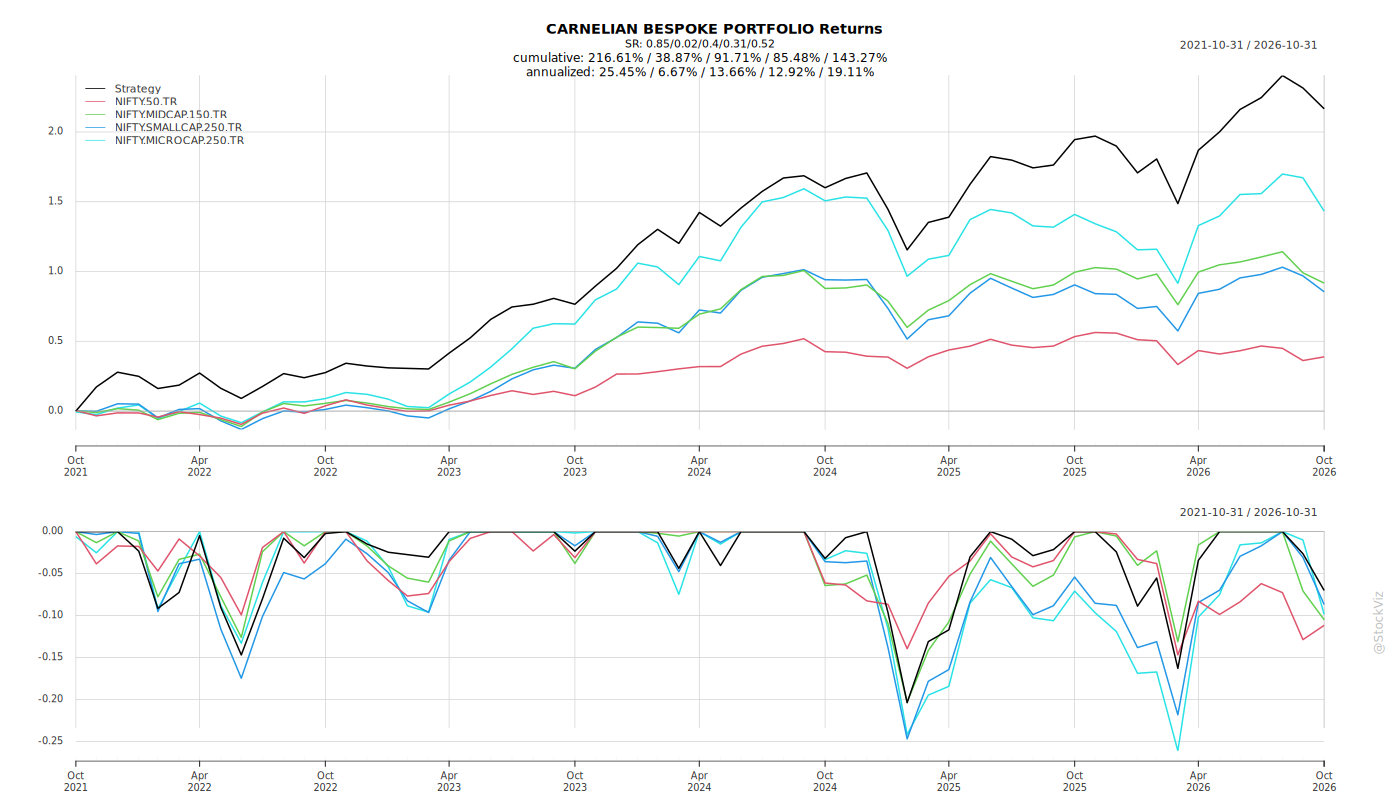 CARNELIAN BESPOKE PORTFOLIO Returns
SR: 0.85/0.02/0.4/0.31/0.52
cumulative: 216.61% / 38.87% / 91.71% / 85.48% / 143.27%
annualized: 25.45% / 6.67% / 13.66% / 12.92% / 19.11%
2021-10-31 / 2026-10-31
Strategy
NIFTY.50.TR
NIFTY.MIDCAP.150.TR
NIFTY.SMALLCAP.250.TR
NIFTY.MICROCAP.250.TR
2.0
1.5
1.0
0.5
0.0
Oct Apr Oct Apr Oct Apr Oct Apr Oct Apr Oct
2021 2022 2022 2023 2023 2024 2024 2025 2025 2026 2026
2021-10-31 / 2026-10-31
0.00
-0.05
-0.10
-0.15
-0.20
-0.25
Oct Apr Oct Apr Oct Apr Oct Apr Oct Apr Oct
2021 2022 2022 2023 2023 2024 2024 2025 2025 2026 2026
@StockViz